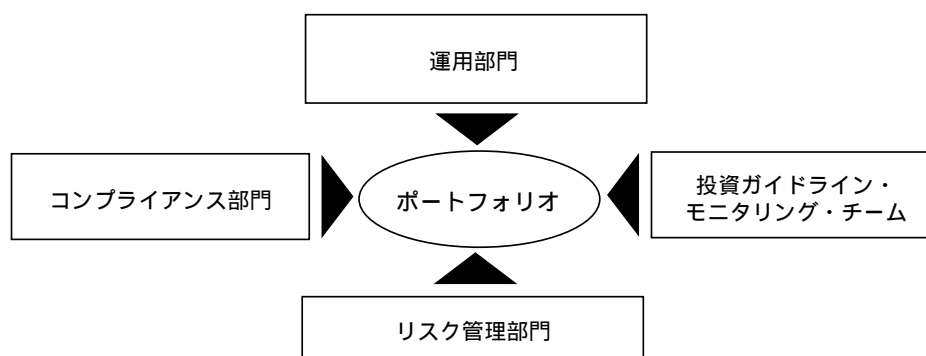 運用部門
コンプライアンス部門
ポートフォリオ
投資ガイドライン・
モニタリング・チーム
リスク管理部門